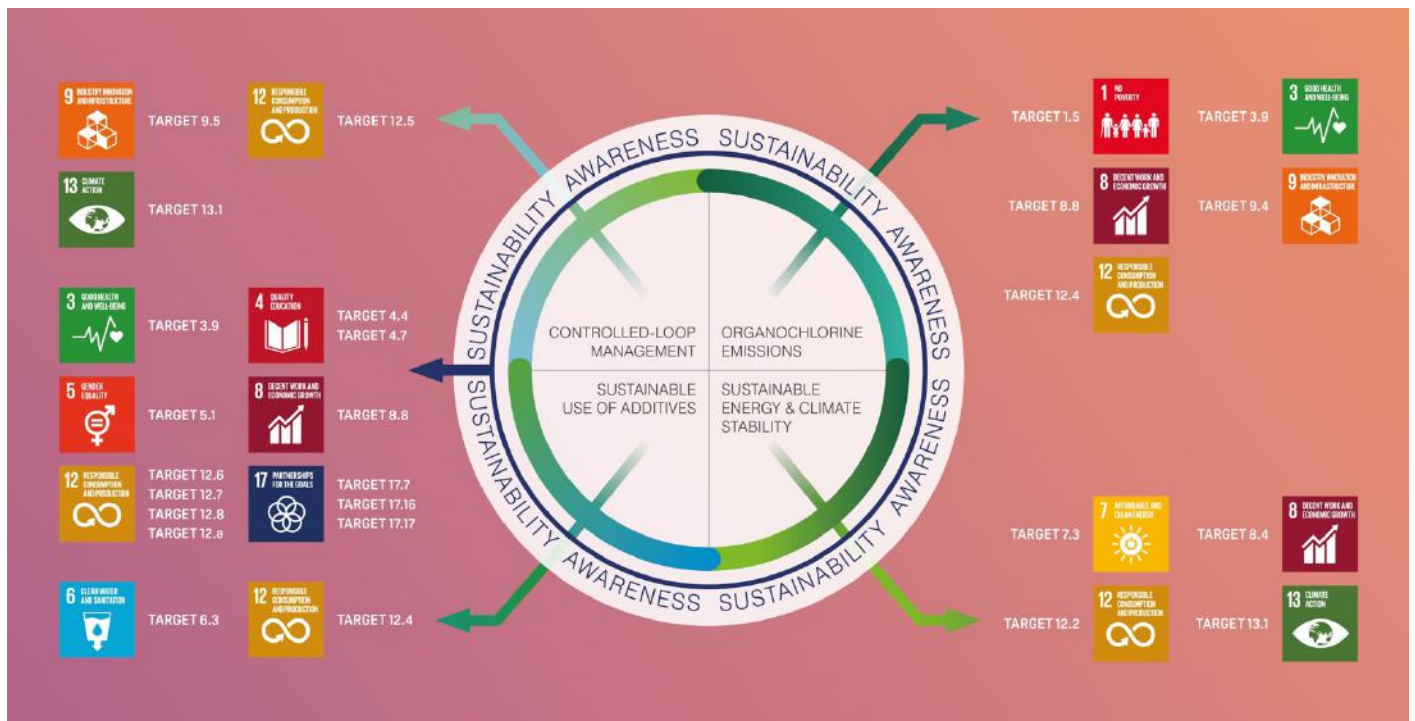 9 INDUSTRY, INNOVATION
AND INFRASTRUCTURE
TARGET 9.5
12 RESPONSIBLE
CONSUMPTION
AND PRODUCTION
TARGET 12.5
13 CLIMATE
ACTION
TARGET 13.1
3 GOOD HEALTH
AND WELL-BEING
TARGET 3.9
4 QUALITY
EDUCATION
TARGET 4.4
TARGET 4.7
5 GENDER
EQUALITY
TARGET 5.1
8 DECENT WORK AND
ECONOMIC GROWTH
TARGET 8.8
12 RESPONSIBLE
CONSUMPTION
AND PRODUCTION
TARGET 12.6
TARGET 12.7
TARGET 12.8
TARGET 12.a
17 PARTNERSHIPS
FOR THE GOALS
TARGET 17.7
TARGET 17.16
TARGET 17.17
6 CLEAN WATER
AND SANITATION
TARGET 6.3
12 RESPONSIBLE
CONSUMPTION
AND PRODUCTION
TARGET 12.4
SUSTAINABILITY AWARENESS
SUSTAINABILITY AWARENESS
SUSTAINABILITY AWARENESS
SUSTAINABILITY AWARENESS
CONTROLLED-LOOP
MANAGEMENT
ORGANOCHLORINE
EMISSIONS
SUSTAINABLE
USE OF ADDITIVES
SUSTAINABLE
ENERGY & CLIMATE
STABILITY
TARGET 1.5
1 NO
POVERTY
TARGET 3.9
3 GOOD HEALTH
AND WELL-BEING
TARGET 8.8
8 DECENT WORK AND
ECONOMIC GROWTH
TARGET 9.4
9 INDUSTRY, INNOVATION
AND INFRASTRUCTURE
TARGET 12.4
12 RESPONSIBLE
CONSUMPTION
AND PRODUCTION
TARGET 7.3
7 AFFORDABLE AND
CLEAN ENERGY
TARGET 8.4
8 DECENT WORK AND
ECONOMIC GROWTH
TARGET 12.2
12 RESPONSIBLE
CONSUMPTION
AND PRODUCTION
TARGET 13.1
13 CLIMATE
ACTION